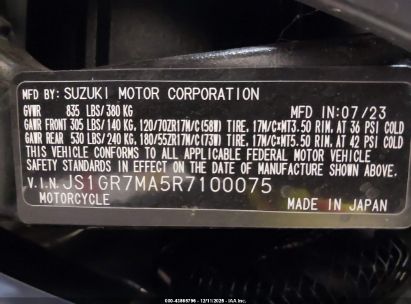 MFD BY: SUZUKI MOTOR CORPORATION
GVWR 835 LBS/380 KG MFD IN:07/23
GAWR FRONT 305 LBS/140 KG, 120/70ZR17M/C(58W) TIRE, 17M/C×MT3.50 RIM, AT 36 PSI COLD
GAWR REAR 530 LBS/240 KG, 180/55ZR17M/C(73W) TIRE, 17M/C×MT5.50 RIM, AT 42 PSI COLD
THIS VEHICLE CONFORMS TO ALL APPLICABLE FEDERAL MOTOR VEHICLE
SAFETY STANDARDS IN EFFECT ON THE DATE OF MANUFACTURE SHOWN ABOVE.
V.I.N. JS1GR7MA5R7100075
MOTORCYCLE MADE IN JAPAN